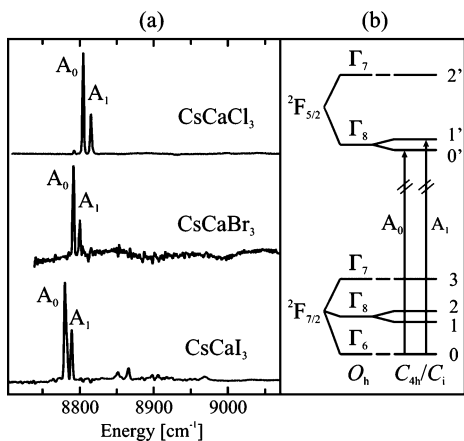 (a)
A₀
A₁
CsCaCl₃
A₀
A₁
CsCaBr₃
A₀
A₁
CsCaI₃
8800 8900 9000
Energy [cm⁻¹]
(b)
Γ₇ 2'
²F₅/₂
Γ₈ 1'
0'
A₀ A₁
Γ₇ 3
²F₇/₂ Γ₈ 2
1
Γ₆ 0
Oₕ C₄ₕ/Cᵢ